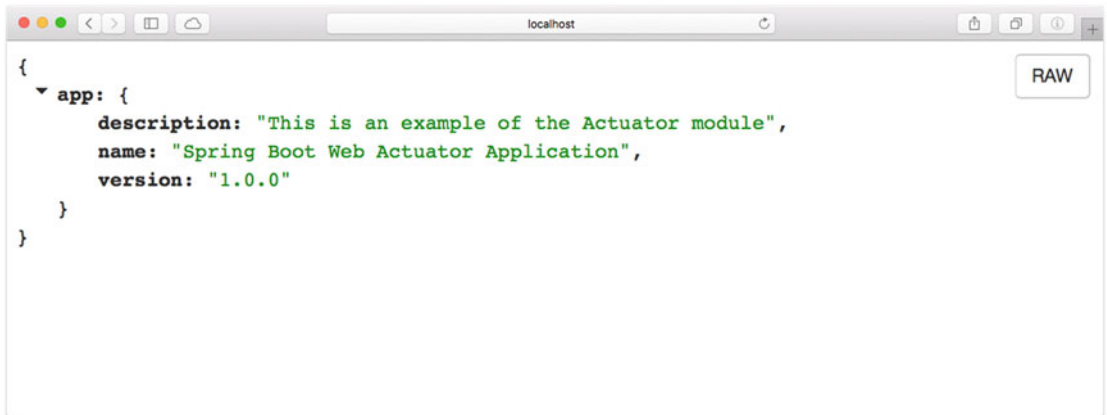 localhost
RAW
{
app: {
description: "This is an example of the Actuator module",
name: "Spring Boot Web Actuator Application",
version: "1.0.0"
}
}